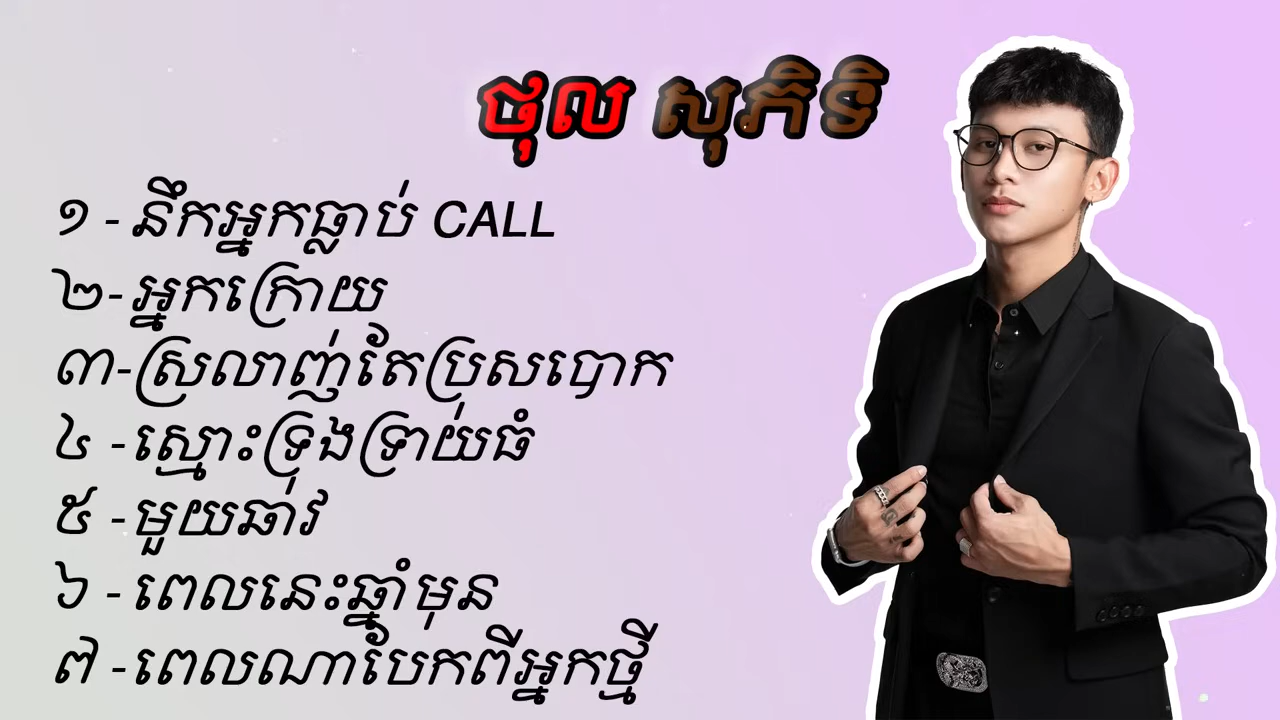 ថុល សុភិទិ
១ - នឹកអ្នកធ្លាប់ CALL
២- អ្នកក្រោយ
៣-ស្រលាញ់តែប្រុសបោក
៤ -ស្មោះទ្រុងទ្រាយ់ធំ
៥ -មួយឆាវ់
៦ -ពេលនេះឆ្នាំមុន
៧ -ពេលណាបែកពីអ្នកថ្មី